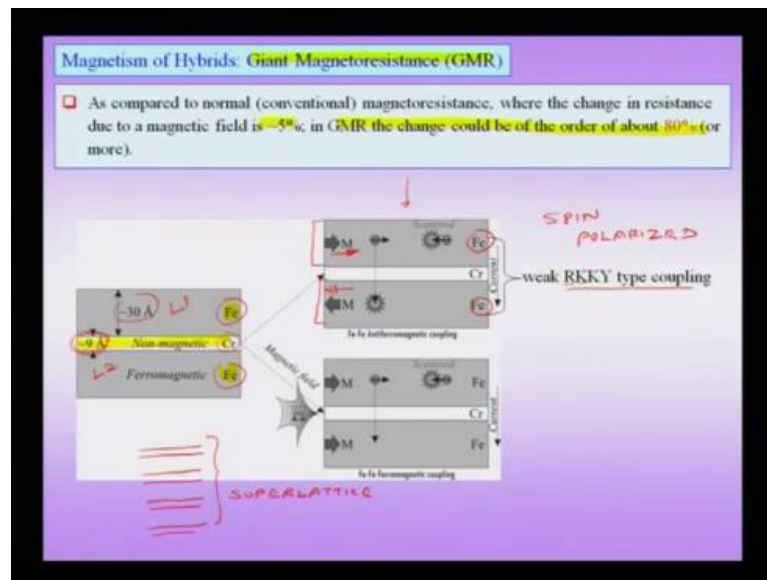 Magnetism of Hybrids: Giant Magnetoresistance (GMR)
As compared to normal (conventional) magnetoresistance, where the change in resistance
due to a magnetic field is ~5%; in GMR the change could be of the order of about 80% (or
more).
SPIN
POLARIZED
M Scattered Fe
Cr
M Fe
Current
weak RKKY type coupling
Fe-Fe Antiferromagnetic coupling
~30 Å L1 Fe
~9 Å Non-magnetic Cr
L2 Ferromagnetic Fe
Magnetic field
M Scattered Fe
Cr
M Fe
Current
Fe-Fe Ferromagnetic coupling
SUPERLATTICE